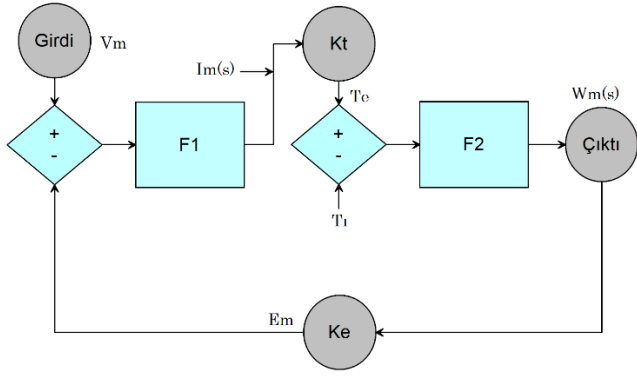 Girdi
Vm
+
-
F1
Im(s)
Kt
Te
+
-
Tı
F2
Wm(s)
Çıktı
Em
Ke